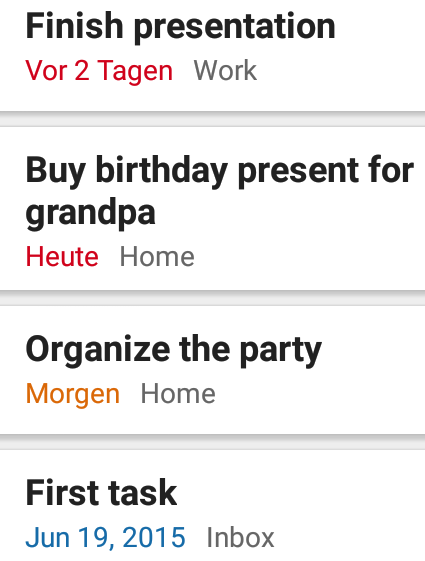 Finish presentation
Vor 2 Tagen Work
Buy birthday present for
grandpa
Heute Home
Organize the party
Morgen Home
First task
Jun 19, 2015 Inbox